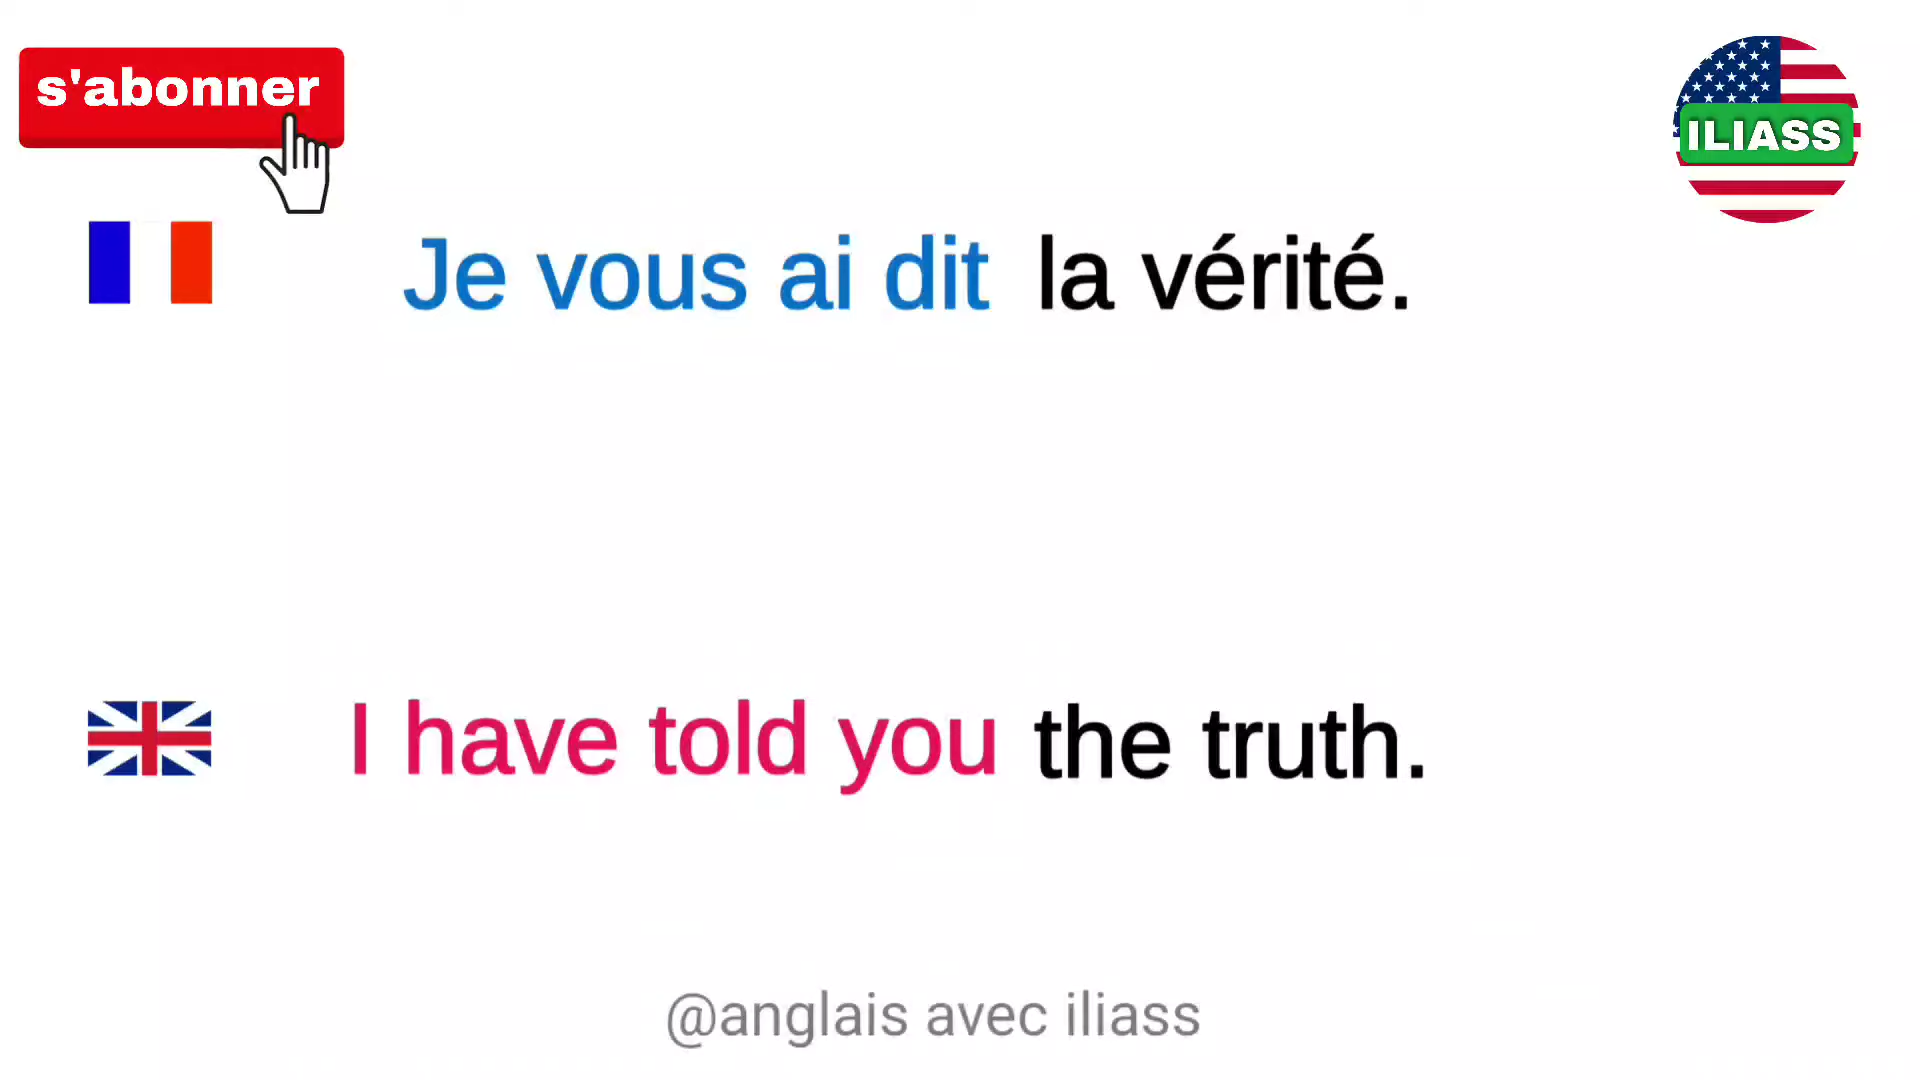 s'abonner
ILIASS
Je vous ai dit la vérité.
I have told you the truth.
@anglais avec iliass